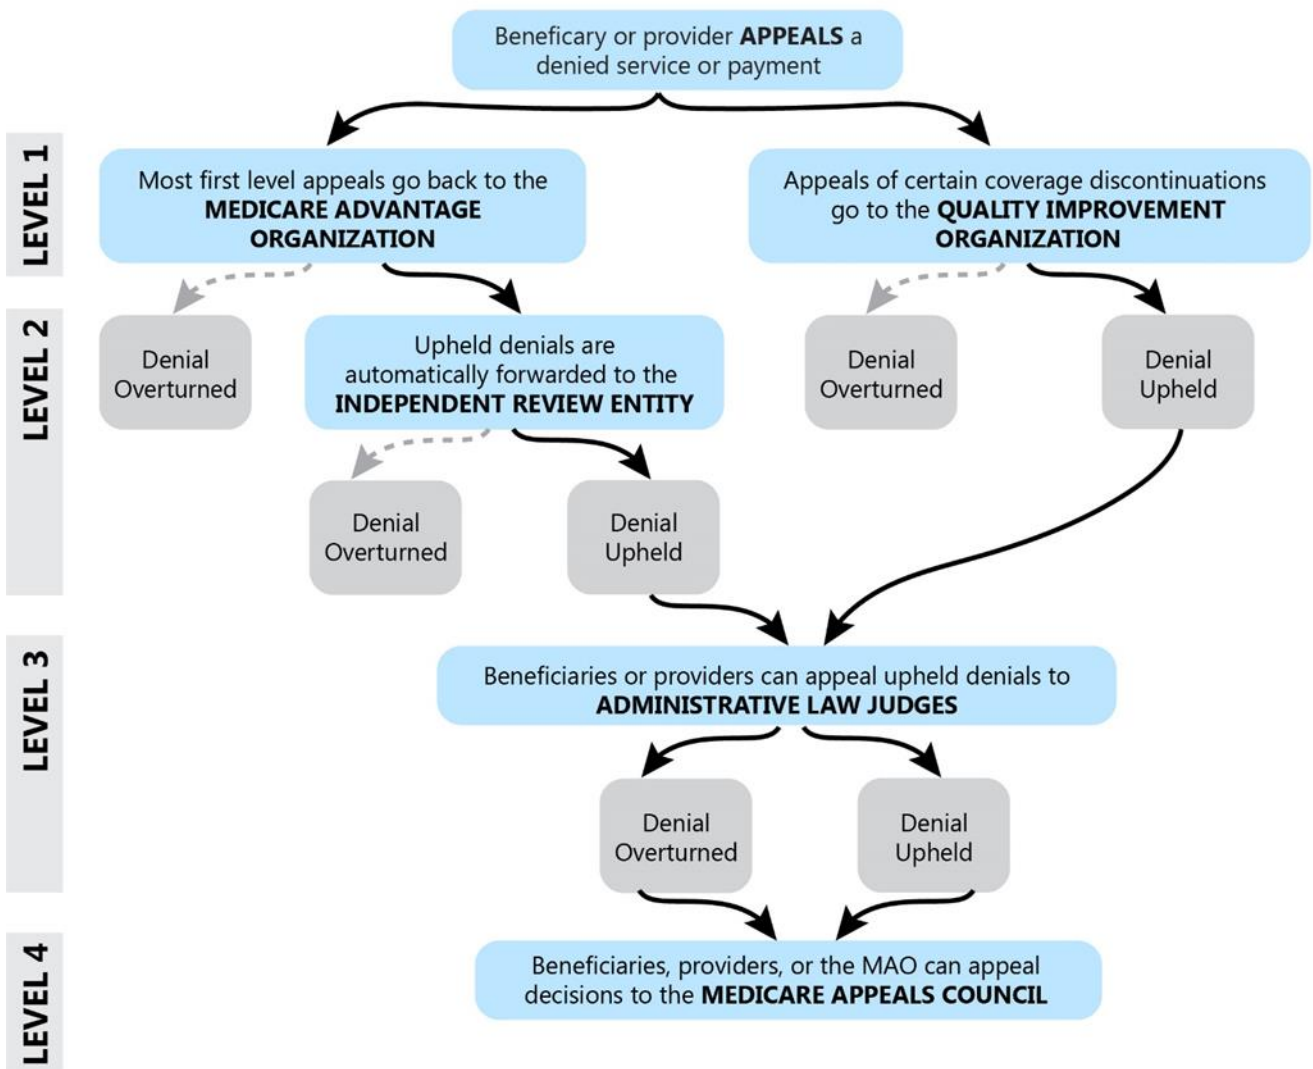 Beneficary or provider APPEALS a
denied service or payment
LEVEL 1
Most first level appeals go back to the
MEDICARE ADVANTAGE
ORGANIZATION
Appeals of certain coverage discontinuations
go to the QUALITY IMPROVEMENT
ORGANIZATION
LEVEL 2
Denial
Overturned
Upheld denials are
automatically forwarded to the
INDEPENDENT REVIEW ENTITY
Denial
Overturned
Denial
Upheld
Denial
Overturned
Denial
Upheld
LEVEL 3
Beneficiaries or providers can appeal upheld denials to
ADMINISTRATIVE LAW JUDGES
Denial
Overturned
Denial
Upheld
LEVEL 4
Beneficiaries, providers, or the MAO can appeal
decisions to the MEDICARE APPEALS COUNCIL